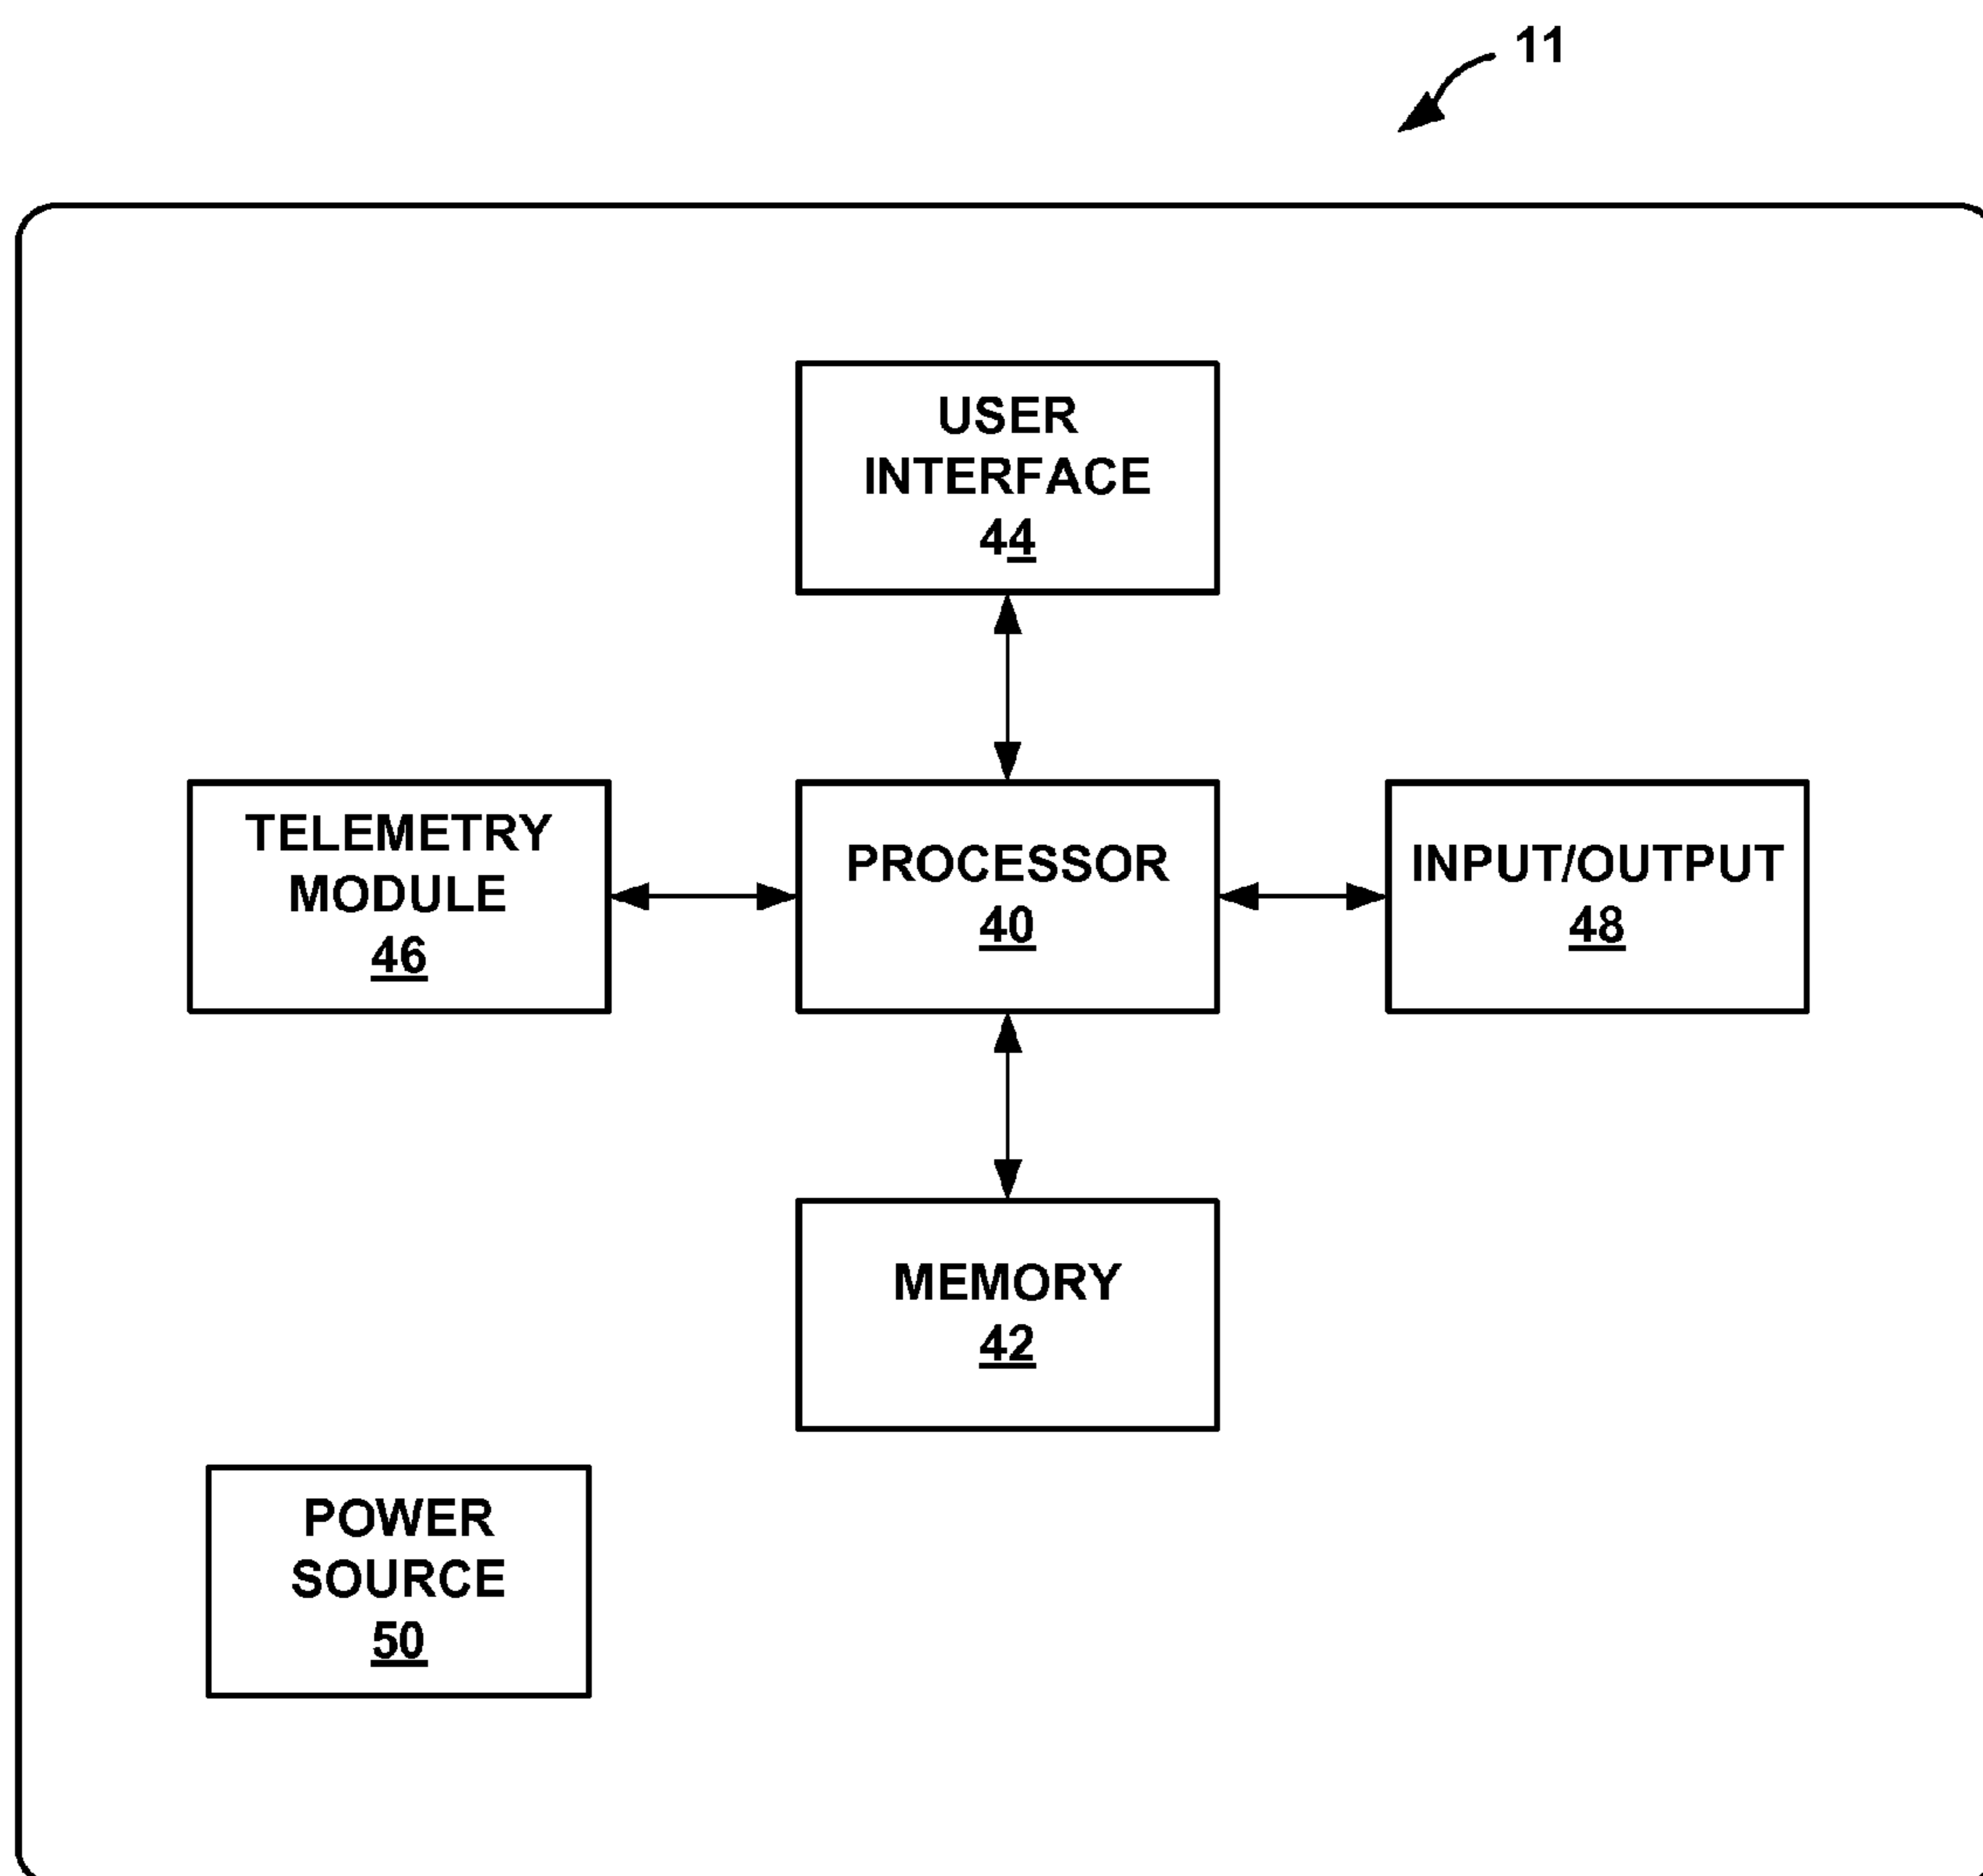 11
USER
INTERFACE
44
TELEMETRY
MODULE
46
PROCESSOR
40
INPUT/OUTPUT
48
MEMORY
42
POWER
SOURCE
50